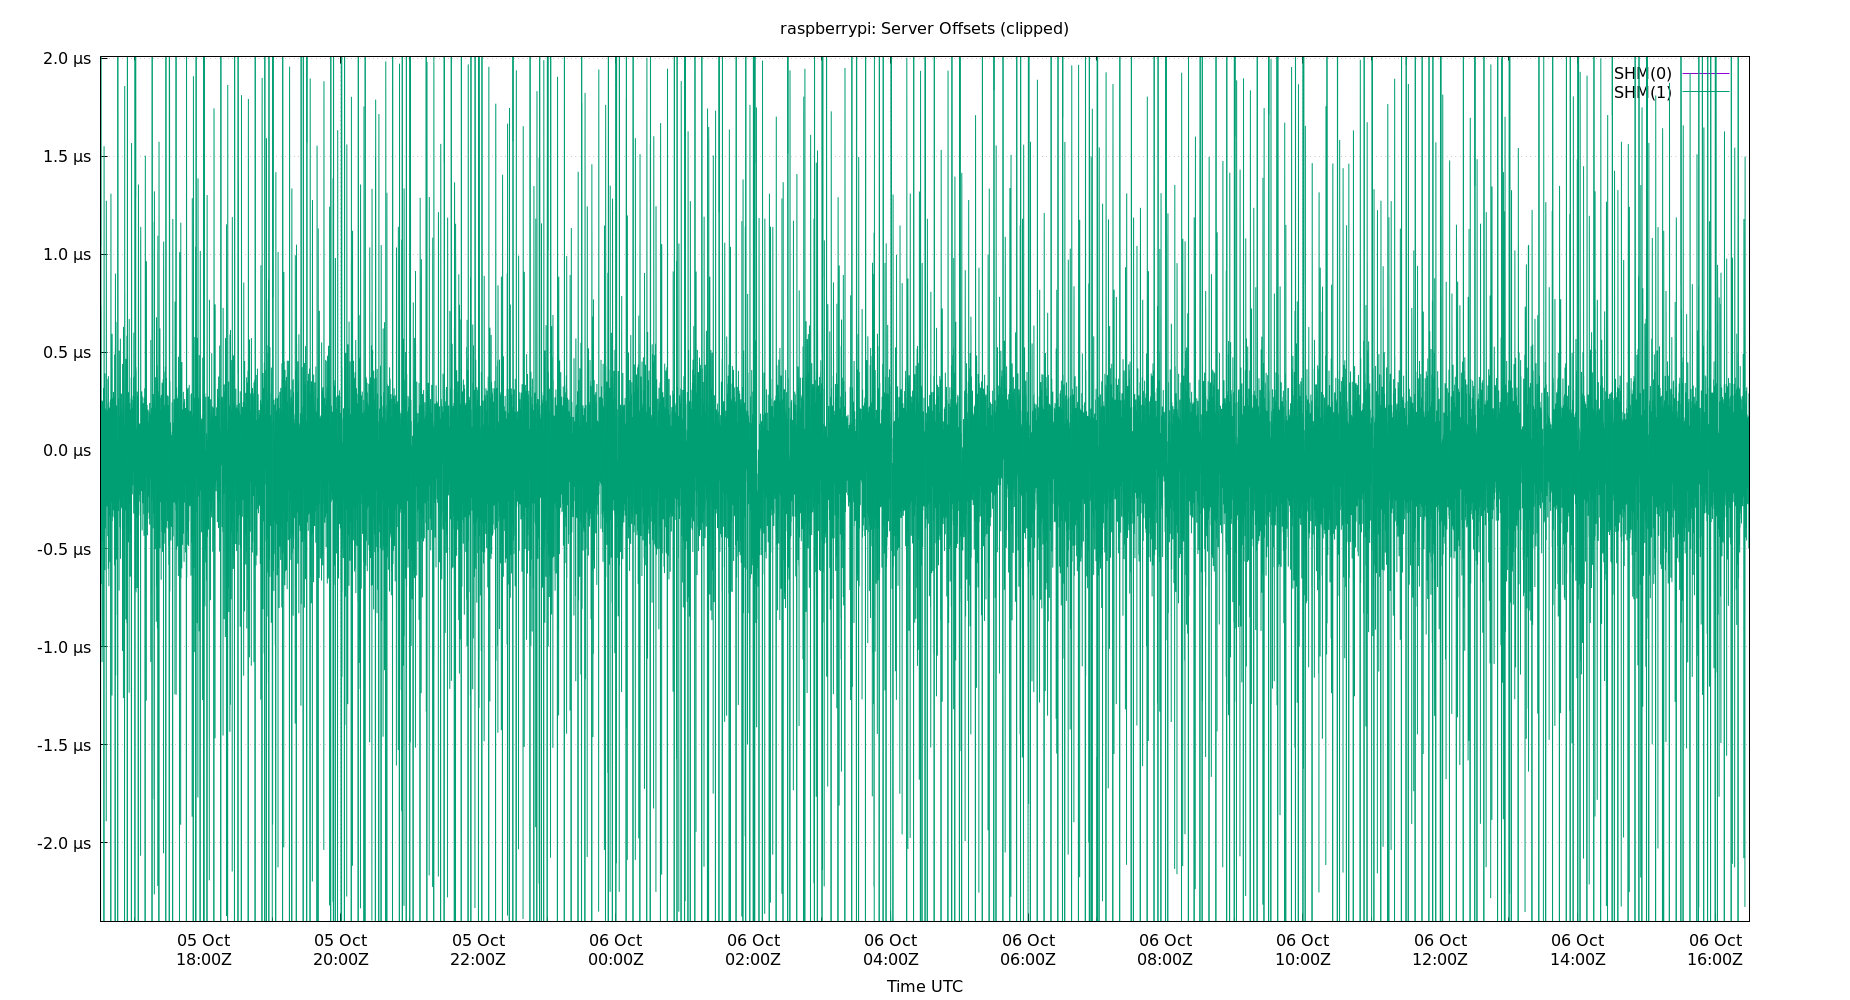 raspberrypi: Server Offsets (clipped)
2.0 µs
1.5 µs
1.0 µs
0.5 µs
0.0 µs
-0.5 µs
-1.0 µs
-1.5 µs
-2.0 µs
SHM(0)
SHM(1)
05 Oct 05 Oct 05 Oct 06 Oct 06 Oct 06 Oct 06 Oct 06 Oct 06 Oct 06 Oct 06 Oct 06 Oct
18:00Z 20:00Z 22:00Z 00:00Z 02:00Z 04:00Z 06:00Z 08:00Z 10:00Z 12:00Z 14:00Z 16:00Z
Time UTC